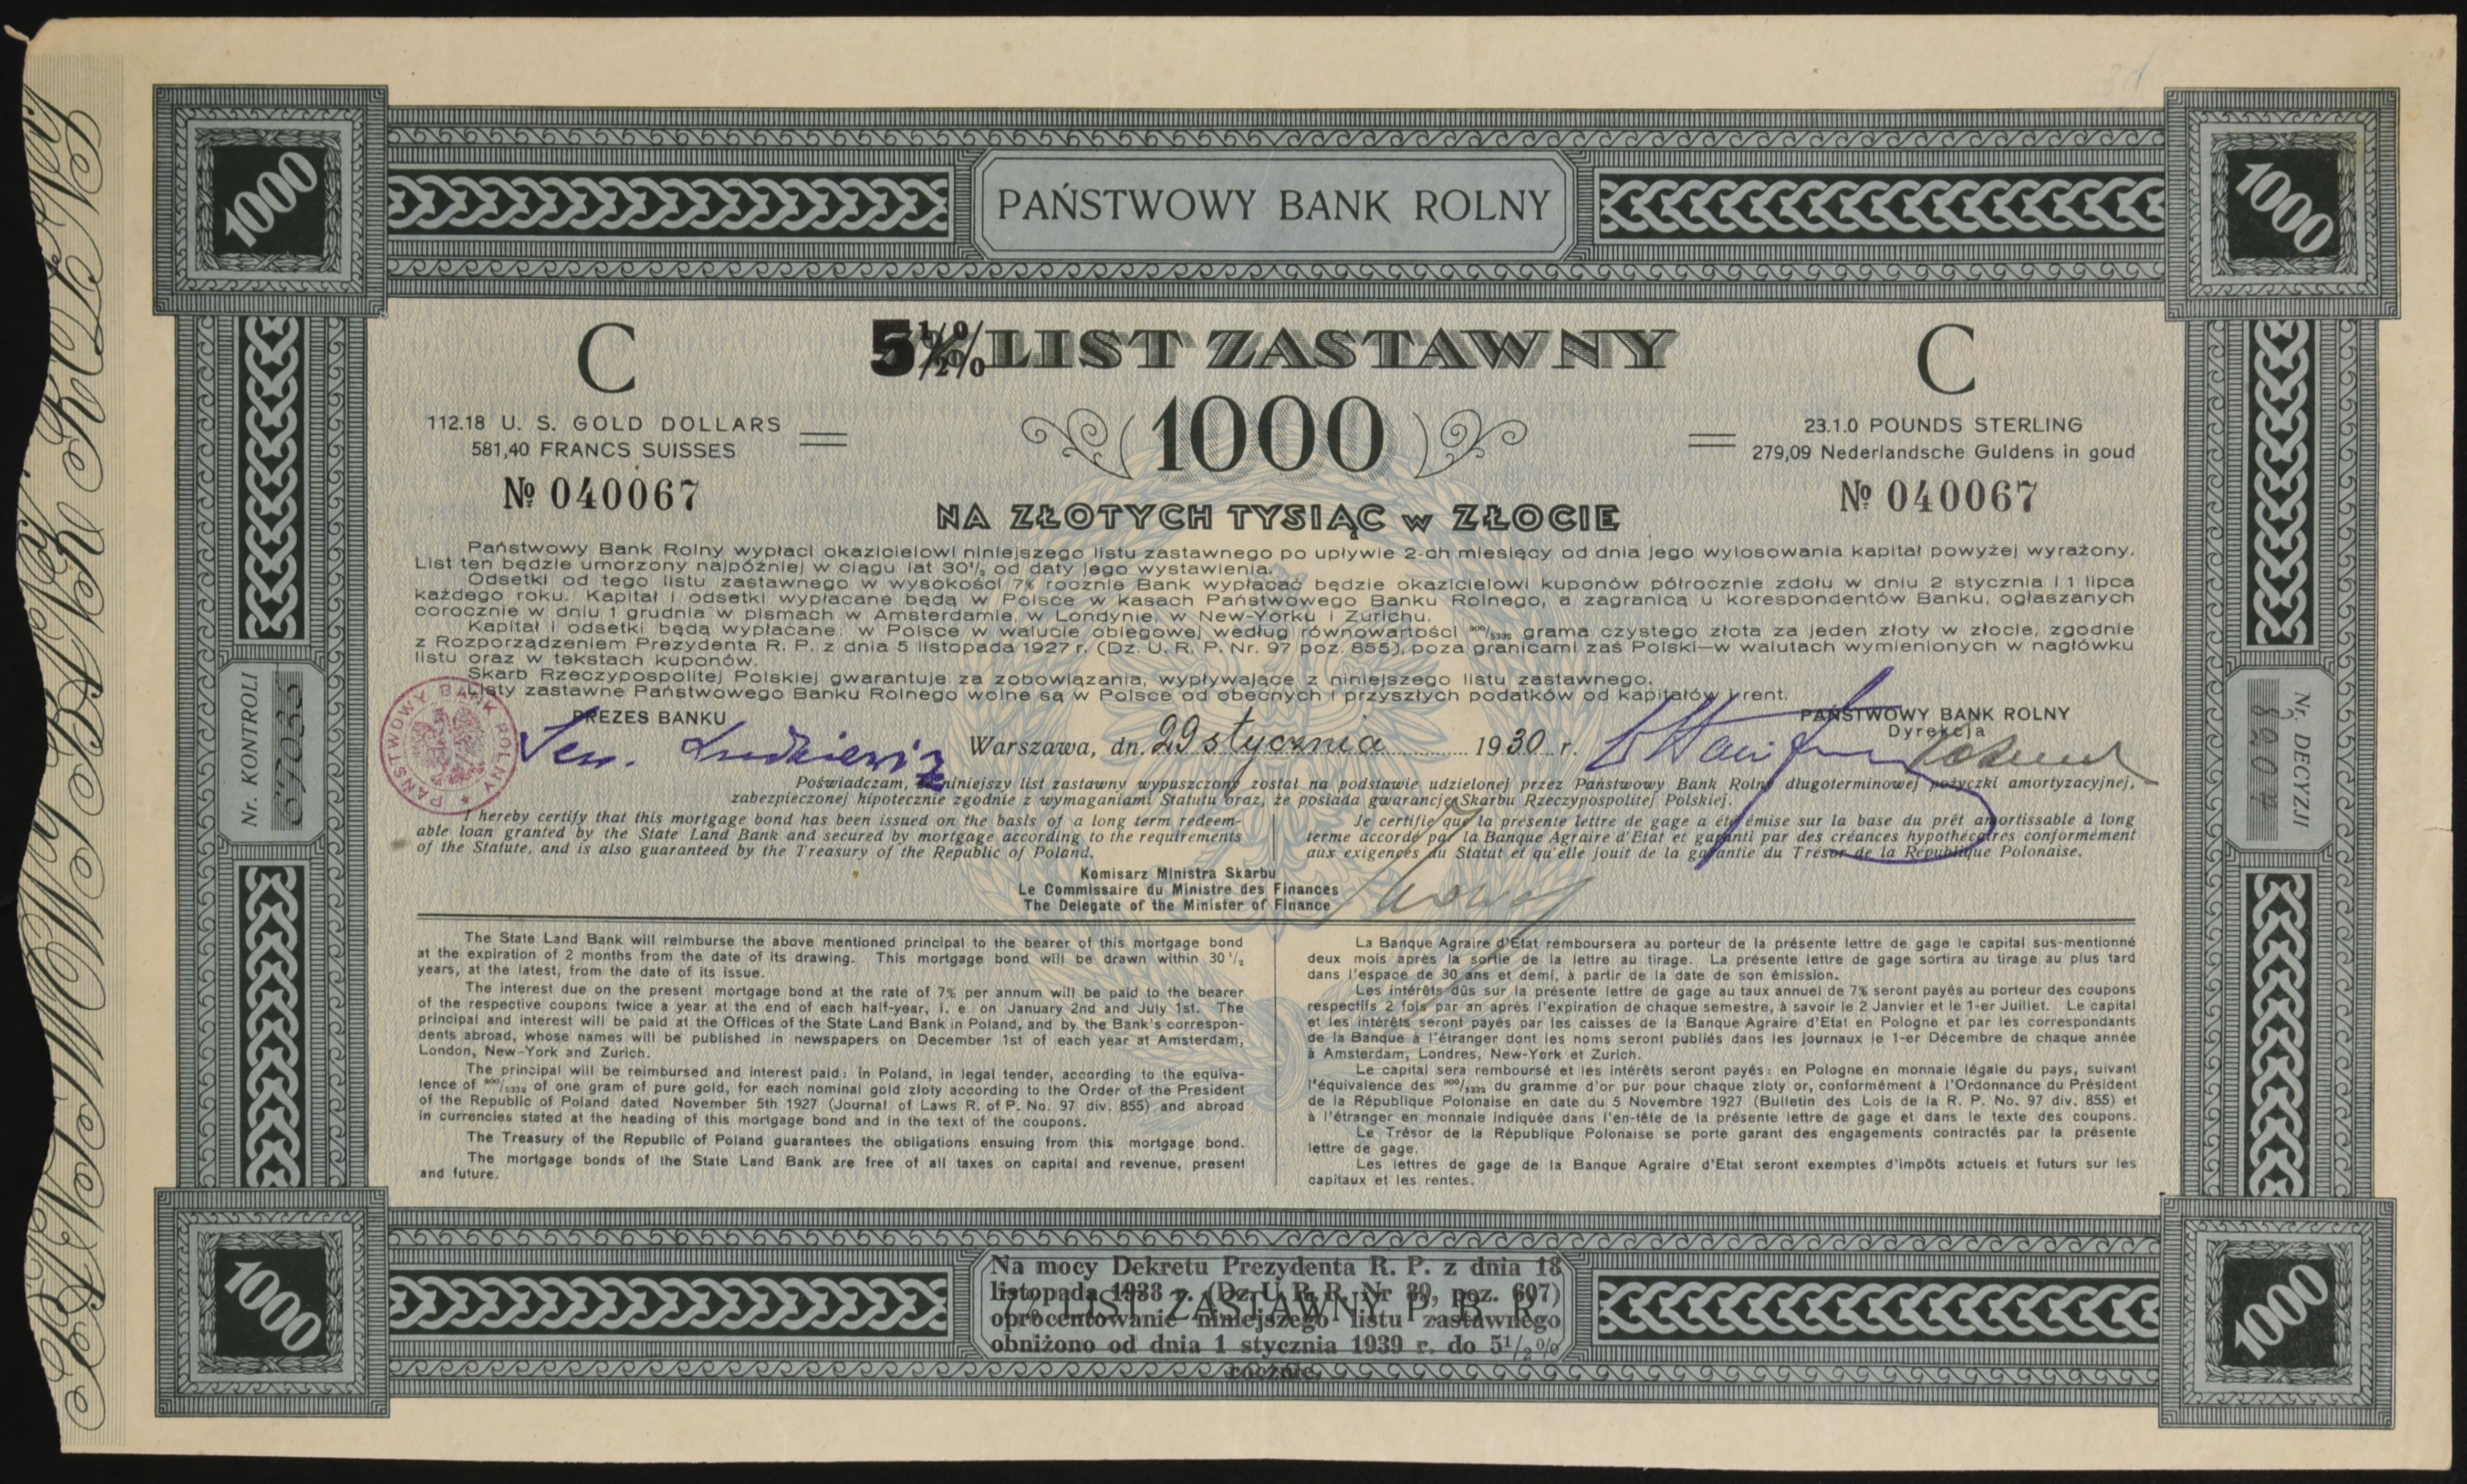 PAŃSTWOWY BANK ROLNY
1000
1000
C
5½% LIST ZASTAWNY
C
112.18 U. S. GOLD DOLLARS
581,40 FRANCS SUISSES
=
1000
=
23.1.0 POUNDS STERLING
279,09 Nederlandsche Guldens in goud
№ 040067
№ 040067
NA ZŁOTYCH TYSIĄC w ZŁOCIE
Państwowy Bank Rolny wypłaci okazicielowi niniejszego listu zastawnego po upływie 2-ch miesięcy od dnia jego wylosowania kapitał powyżej wyrażony.
List ten będzie umorzony najpóźniej w ciągu lat 30½ od daty jego wystawienia.
Odsetki od tego listu zastawnego w wysokości 7% rocznie Bank wypłacać będzie okazicielowi kuponów półrocznie zdołu w dniu 2 stycznia i 1 lipca
każdego roku. Kapitał i odsetki wypłacane będą w Polsce w kasach Państwowego Banku Rolnego, a zagranicą u korespondentów Banku, ogłaszanych
corocznie w dniu 1 grudnia w pismach w Amsterdamie, w Londynie, w New-Yorku i Zurichu.
Kapitał i odsetki będą wypłacane: w Polsce w walucie obiegowej według równowartości 900/5332 grama czystego złota za jeden złoty w złocie, zgodnie
z Rozporządzeniem Prezydenta R. P. z dnia 5 listopada 1927 r. (Dz. U. R. P. Nr. 97 poz. 855), poza granicami zaś Polski—w walutach wymienionych w nagłówku
listu oraz w tekstach kuponów.
Skarb Rzeczypospolitej Polskiej gwarantuje za zobowiązania, wypływające z niniejszego listu zastawnego.
Listy zastawne Państwowego Banku Rolnego wolne są w Polsce od obecnych i przyszłych podatków od kapitałów i rent.
PAŃSTWOWY BANK ROLNY
PREZES BANKU
Warszawa, dn. 29 stycznia 1930 r.
PAŃSTWOWY BANK ROLNY
Dyrekcja
Poświadczam, że niniejszy list zastawny wypuszczony został na podstawie udzielonej przez Państwowy Bank Rolny długoterminowej pożyczki amortyzacyjnej,
zabezpieczonej hipotecznie zgodnie z wymaganiami Statutu oraz, że posiada gwarancję Skarbu Rzeczypospolitej Polskiej.
I hereby certify that this mortgage bond has been issued on the basis of a long term redeem-
able loan granted by the State Land Bank and secured by mortgage according to the requirements
of the Statute, and is also guaranteed by the Treasury of the Republic of Poland.
Je certifie que la présente lettre de gage a été émise sur la base du prêt amortissable à long
terme accordé par la Banque Agraire d'Etat et garanti par des créances hypothécaires conformément
aux exigences du Statut et qu'elle jouit de la garantie du Trésor de la République Polonaise.
Komisarz Ministra Skarbu
Le Commissaire du Ministre des Finances
The Delegate of the Minister of Finance
The State Land Bank will reimburse the above mentioned principal to the bearer of this mortgage bond
at the expiration of 2 months from the date of its drawing. This mortgage bond will be drawn within 30½
years, at the latest, from the date of its issue.
The interest due on the present mortgage bond at the rate of 7% per annum will be paid to the bearer
of the respective coupons twice a year at the end of each half-year, i. e. on January 2nd and July 1st. The
principal and interest will be paid at the Offices of the State Land Bank in Poland, and by the Bank's correspon-
dents abroad, whose names will be published in newspapers on December 1st of each year at Amsterdam,
London, New-York and Zurich.
The principal will be reimbursed and interest paid: in Poland, in legal tender, according to the equiva-
lence of 900/5332 of one gram of pure gold, for each nominal gold zloty according to the Order of the President
of the Republic of Poland dated November 5th 1927 (Journal of Laws R. of P. No. 97 div. 855) and abroad
in currencies stated at the heading of this mortgage bond and in the text of the coupons.
The Treasury of the Republic of Poland guarantees the obligations ensuing from this mortgage bond.
The mortgage bonds of the State Land Bank are free of all taxes on capital and revenue, present
and future.
La Banque Agraire d'Etat remboursera au porteur de la présente lettre de gage le capital sus-mentionné
deux mois après la sortie de la lettre au tirage. La présente lettre de gage sortira au tirage au plus tard
dans l'espace de 30 ans et demi, à partir de la date de son émission.
Les intérêts dûs sur la présente lettre de gage au taux annuel de 7% seront payés au porteur des coupons
respectifs 2 fois par an après l'expiration de chaque semestre, à savoir le 2 Janvier et le 1-er Juillet. Le capital
et les intérêts seront payés par les caisses de la Banque Agraire d'Etat en Pologne et par les correspondants
de la Banque à l'étranger dont les noms seront publiés dans les journaux le 1-er Décembre de chaque année
à Amsterdam, Londres, New-York et Zurich.
Le capital sera remboursé et les intérêts seront payés: en Pologne en monnaie légale du pays, suivant
l'équivalence des 900/5332 du gramme d'or pur pour chaque zloty or, conformément à l'Ordonnance du Président
de la République Polonaise en date du 5 Novembre 1927 (Bulletin des Lois de la R. P. No. 97 div. 855) et
à l'étranger en monnaie indiquée dans l'en-tête de la présente lettre de gage et dans le texte des coupons.
Le Trésor de la République Polonaise se porte garant des engagements contractés par la présente
lettre de gage.
Les lettres de gage de la Banque Agraire d'Etat seront exemptes d'impôts actuels et futurs sur les
capitaux et les rentes.
Nr. KONTROLI
Nr. DECYZJI
1000
1000
7% LIST ZASTAWNY P. B. R.
Na mocy Dekretu Prezydenta R. P. z dnia 18
listopada 1938 r. (Dz. U. R. P. Nr 89, poz. 607)
oprocentowanie niniejszego listu zastawnego
obniżono od dnia 1 stycznia 1939 r. do 5½%
rocznie.